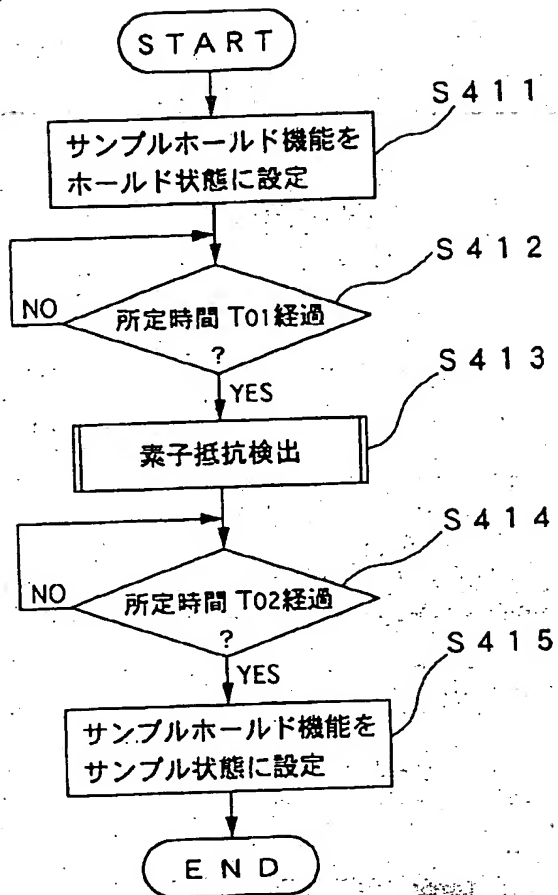 START
S411
サンプルホールド機能を
ホールド状態に設定
S412
NO
所定時間 T01経過
?
YES
S413
素子抵抗検出
S414
NO
所定時間 T02経過
?
YES
S415
サンプルホールド機能を
サンプル状態に設定
END